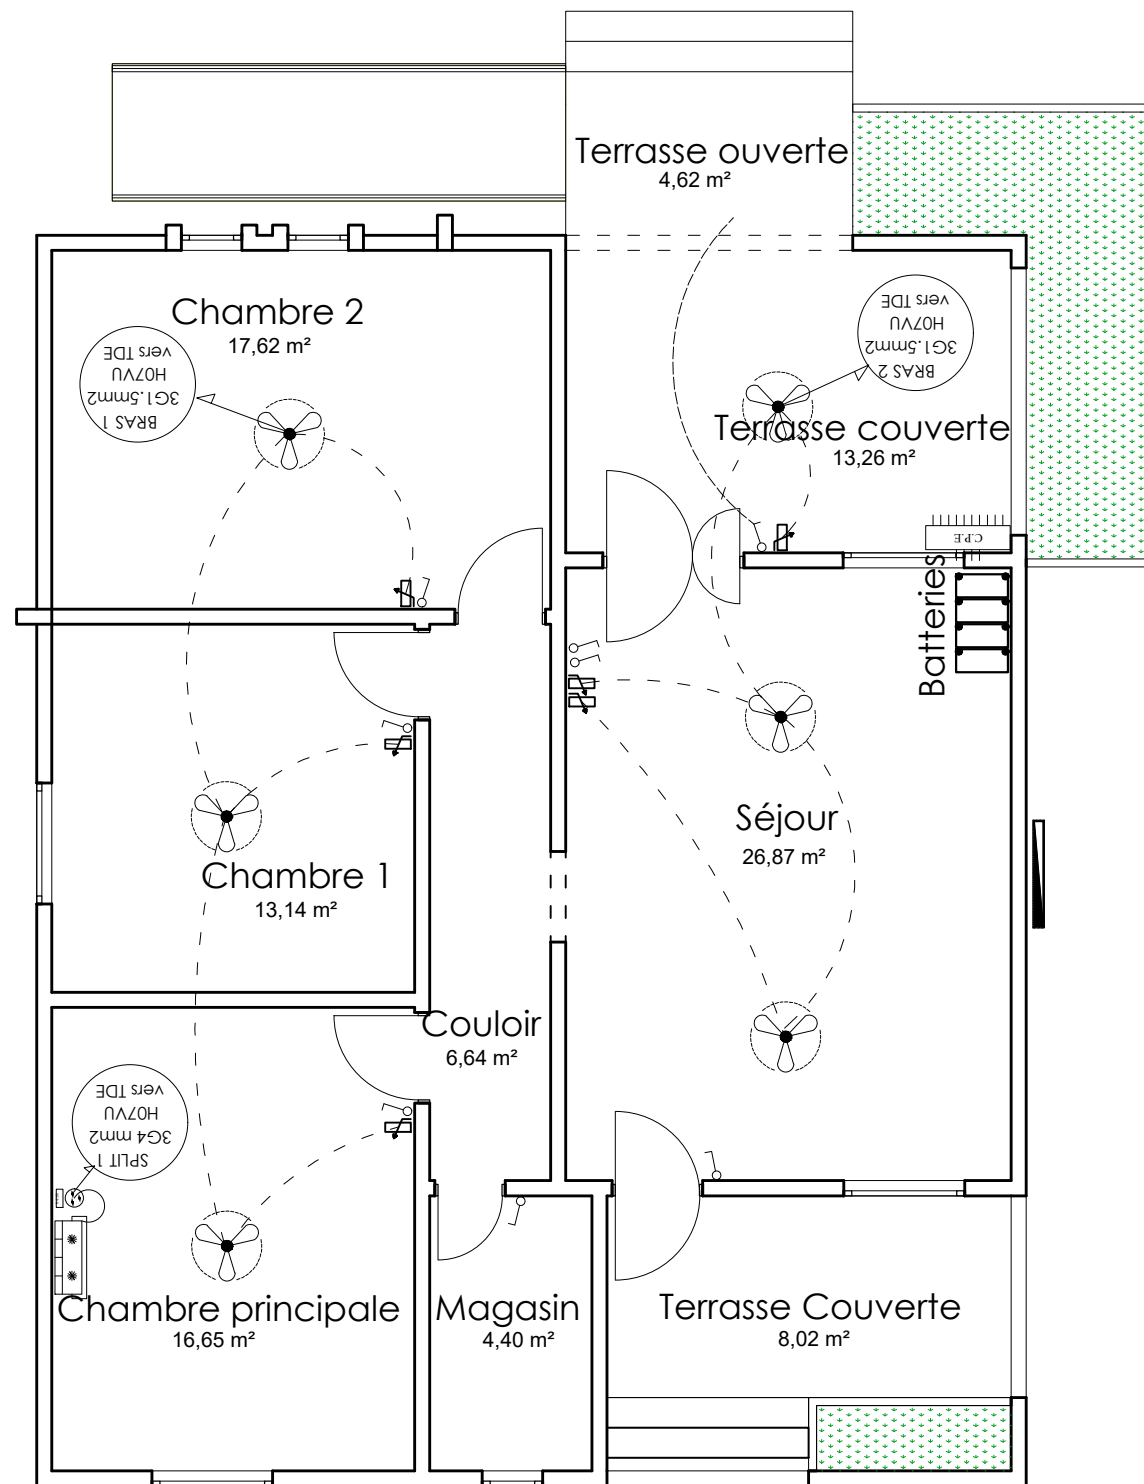 Terrasse ouverte
4,62 m²
Chambre 2
17,62 m²
BRAS 1
3G1.5mm2
H07VU
vers TDE
BRAS 2
3G1.5mm2
H07VU
vers TDE
Terrasse couverte
13,26 m²
C.P.E
Batteries
Séjour
26,87 m²
Chambre 1
13,14 m²
Couloir
6,64 m²
SPLIT 1
3G4 mm2
H07VU
vers TDE
Chambre principale
16,65 m²
Magasin
4,40 m²
Terrasse Couverte
8,02 m²